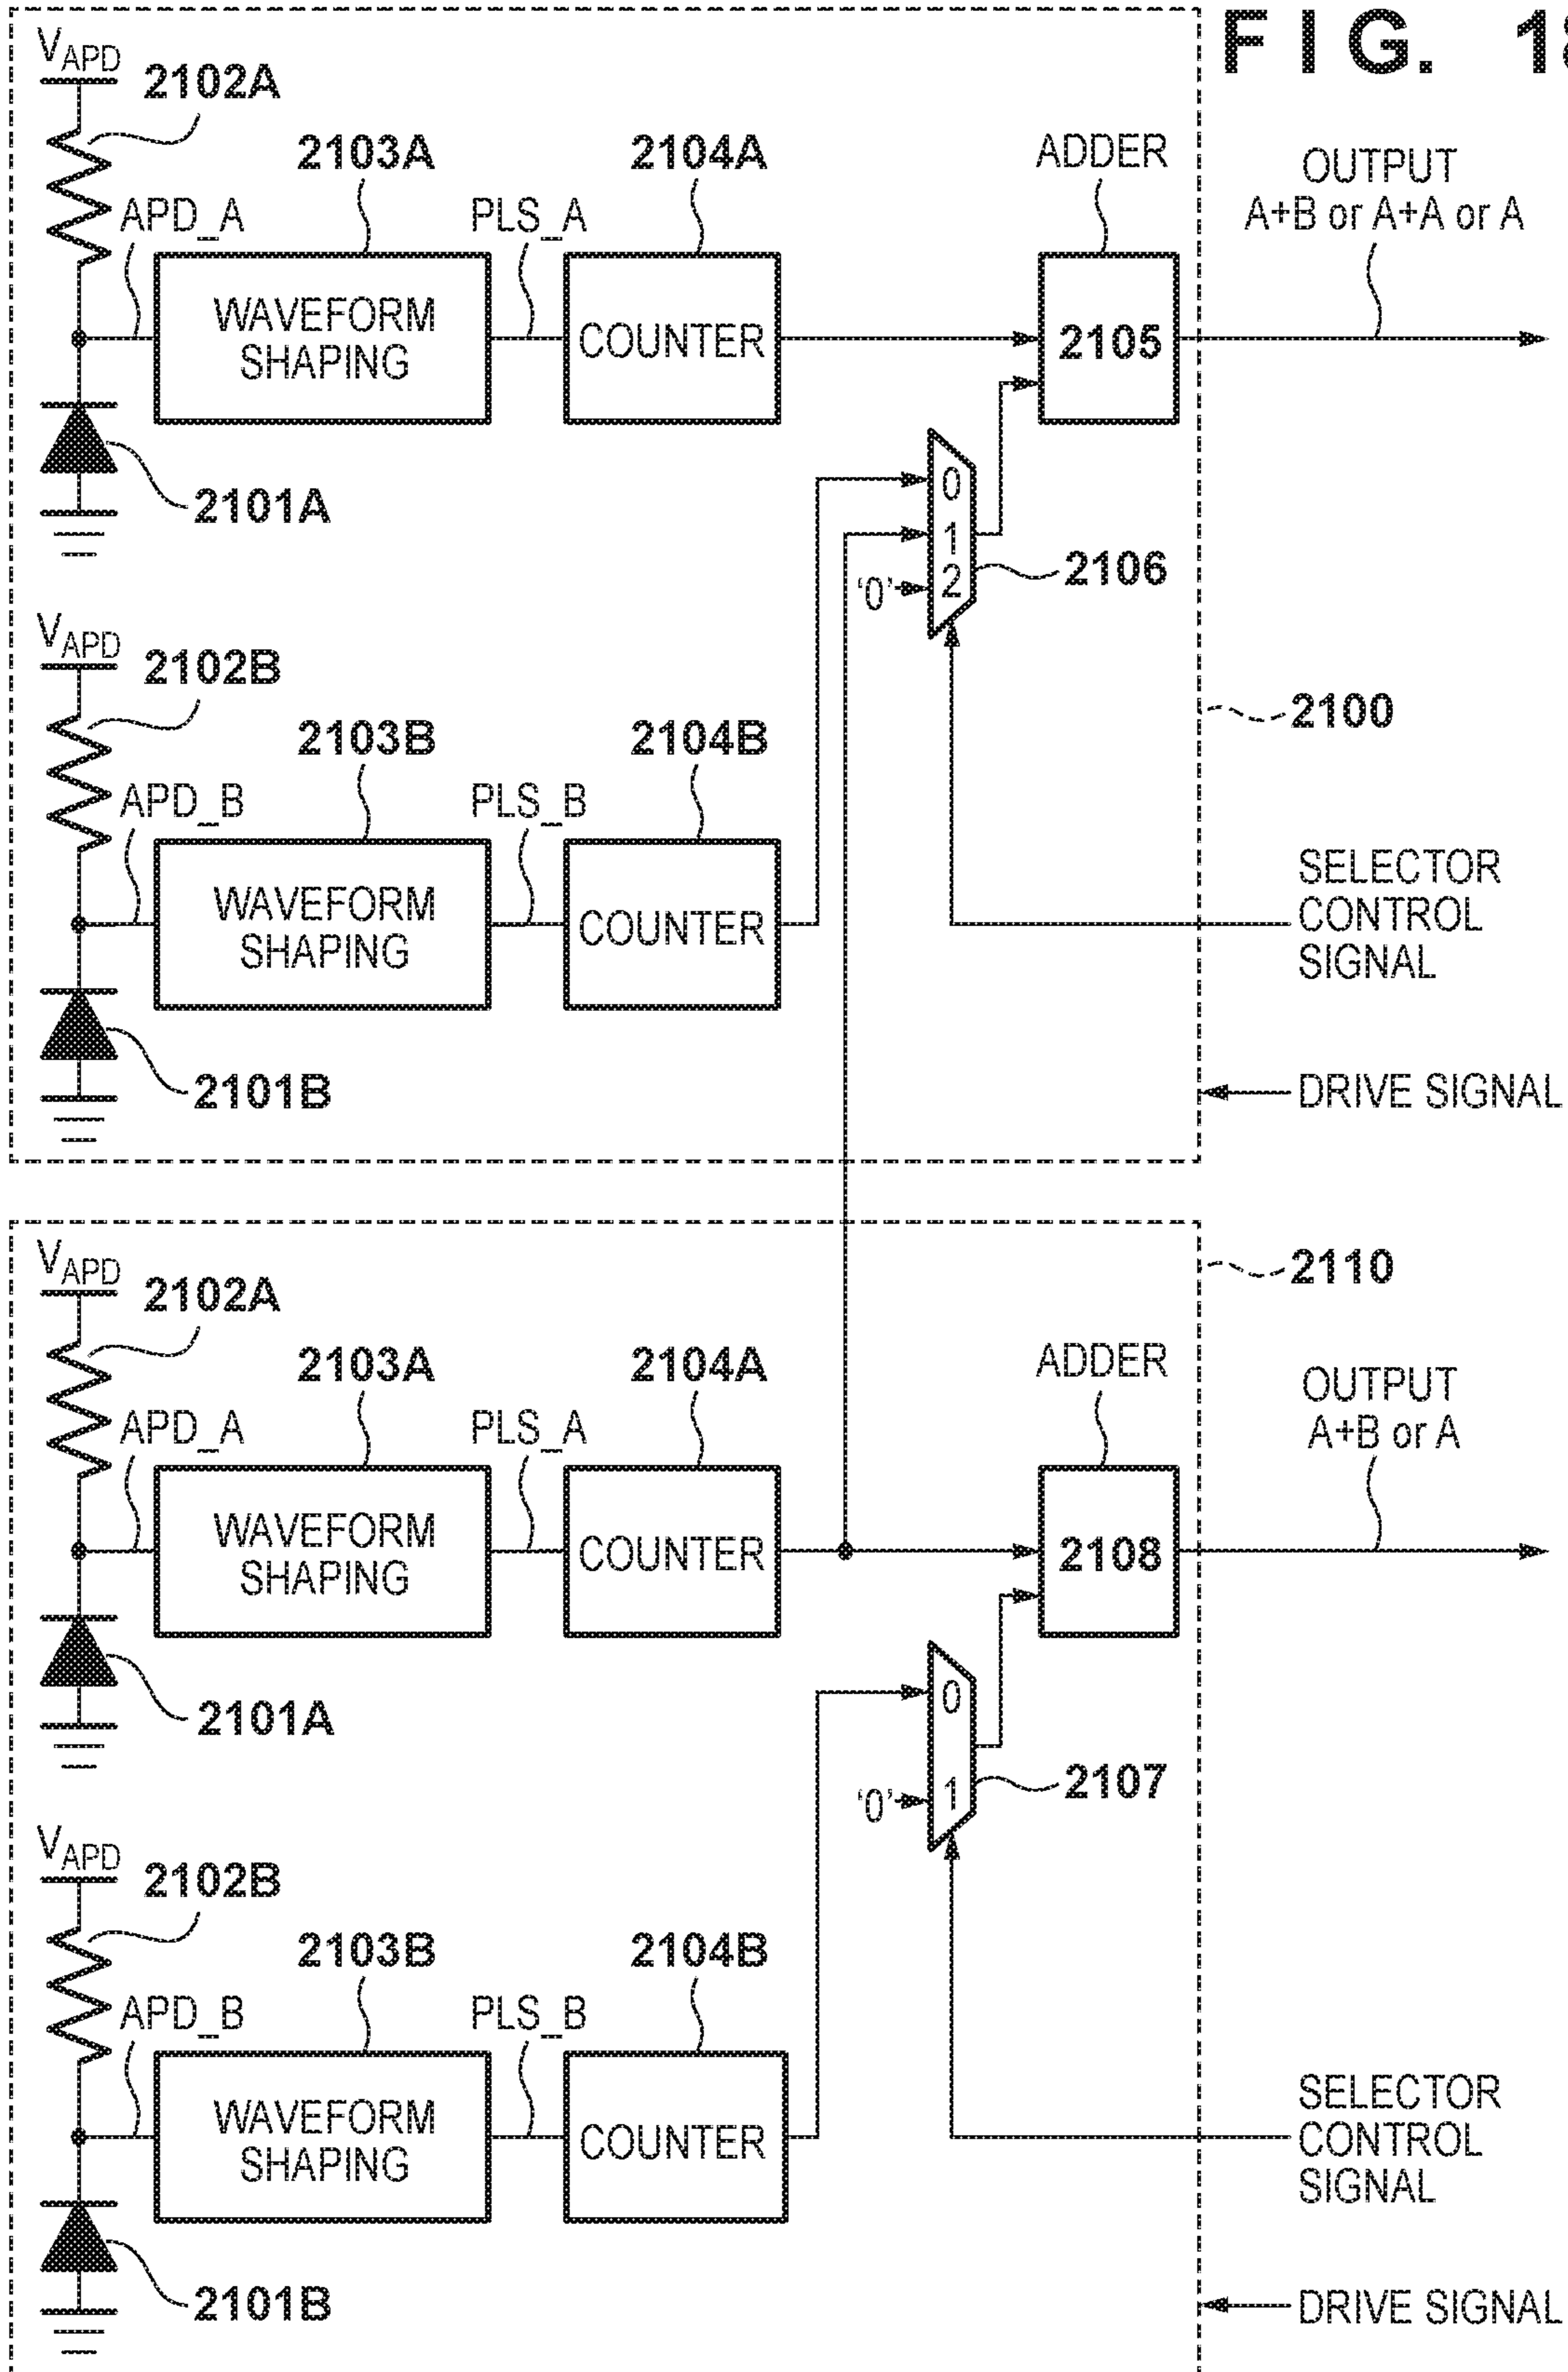 FIG. 18
VAPD
2102A
2103A
2104A
ADDER
OUTPUT
A+B or A+A or A
APD_A
PLS_A
WAVEFORM
SHAPING
COUNTER
2105
2101A
0
1
2
'0'
2106
VAPD
2102B
2103B
2104B
2100
APD_B
PLS_B
WAVEFORM
SHAPING
COUNTER
SELECTOR
CONTROL
SIGNAL
2101B
DRIVE SIGNAL
VAPD
2102A
2110
2103A
2104A
ADDER
OUTPUT
A+B or A
APD_A
PLS_A
WAVEFORM
SHAPING
COUNTER
2108
2101A
0
1
'0'
2107
VAPD
2102B
2103B
2104B
APD_B
PLS_B
WAVEFORM
SHAPING
COUNTER
SELECTOR
CONTROL
SIGNAL
2101B
DRIVE SIGNAL